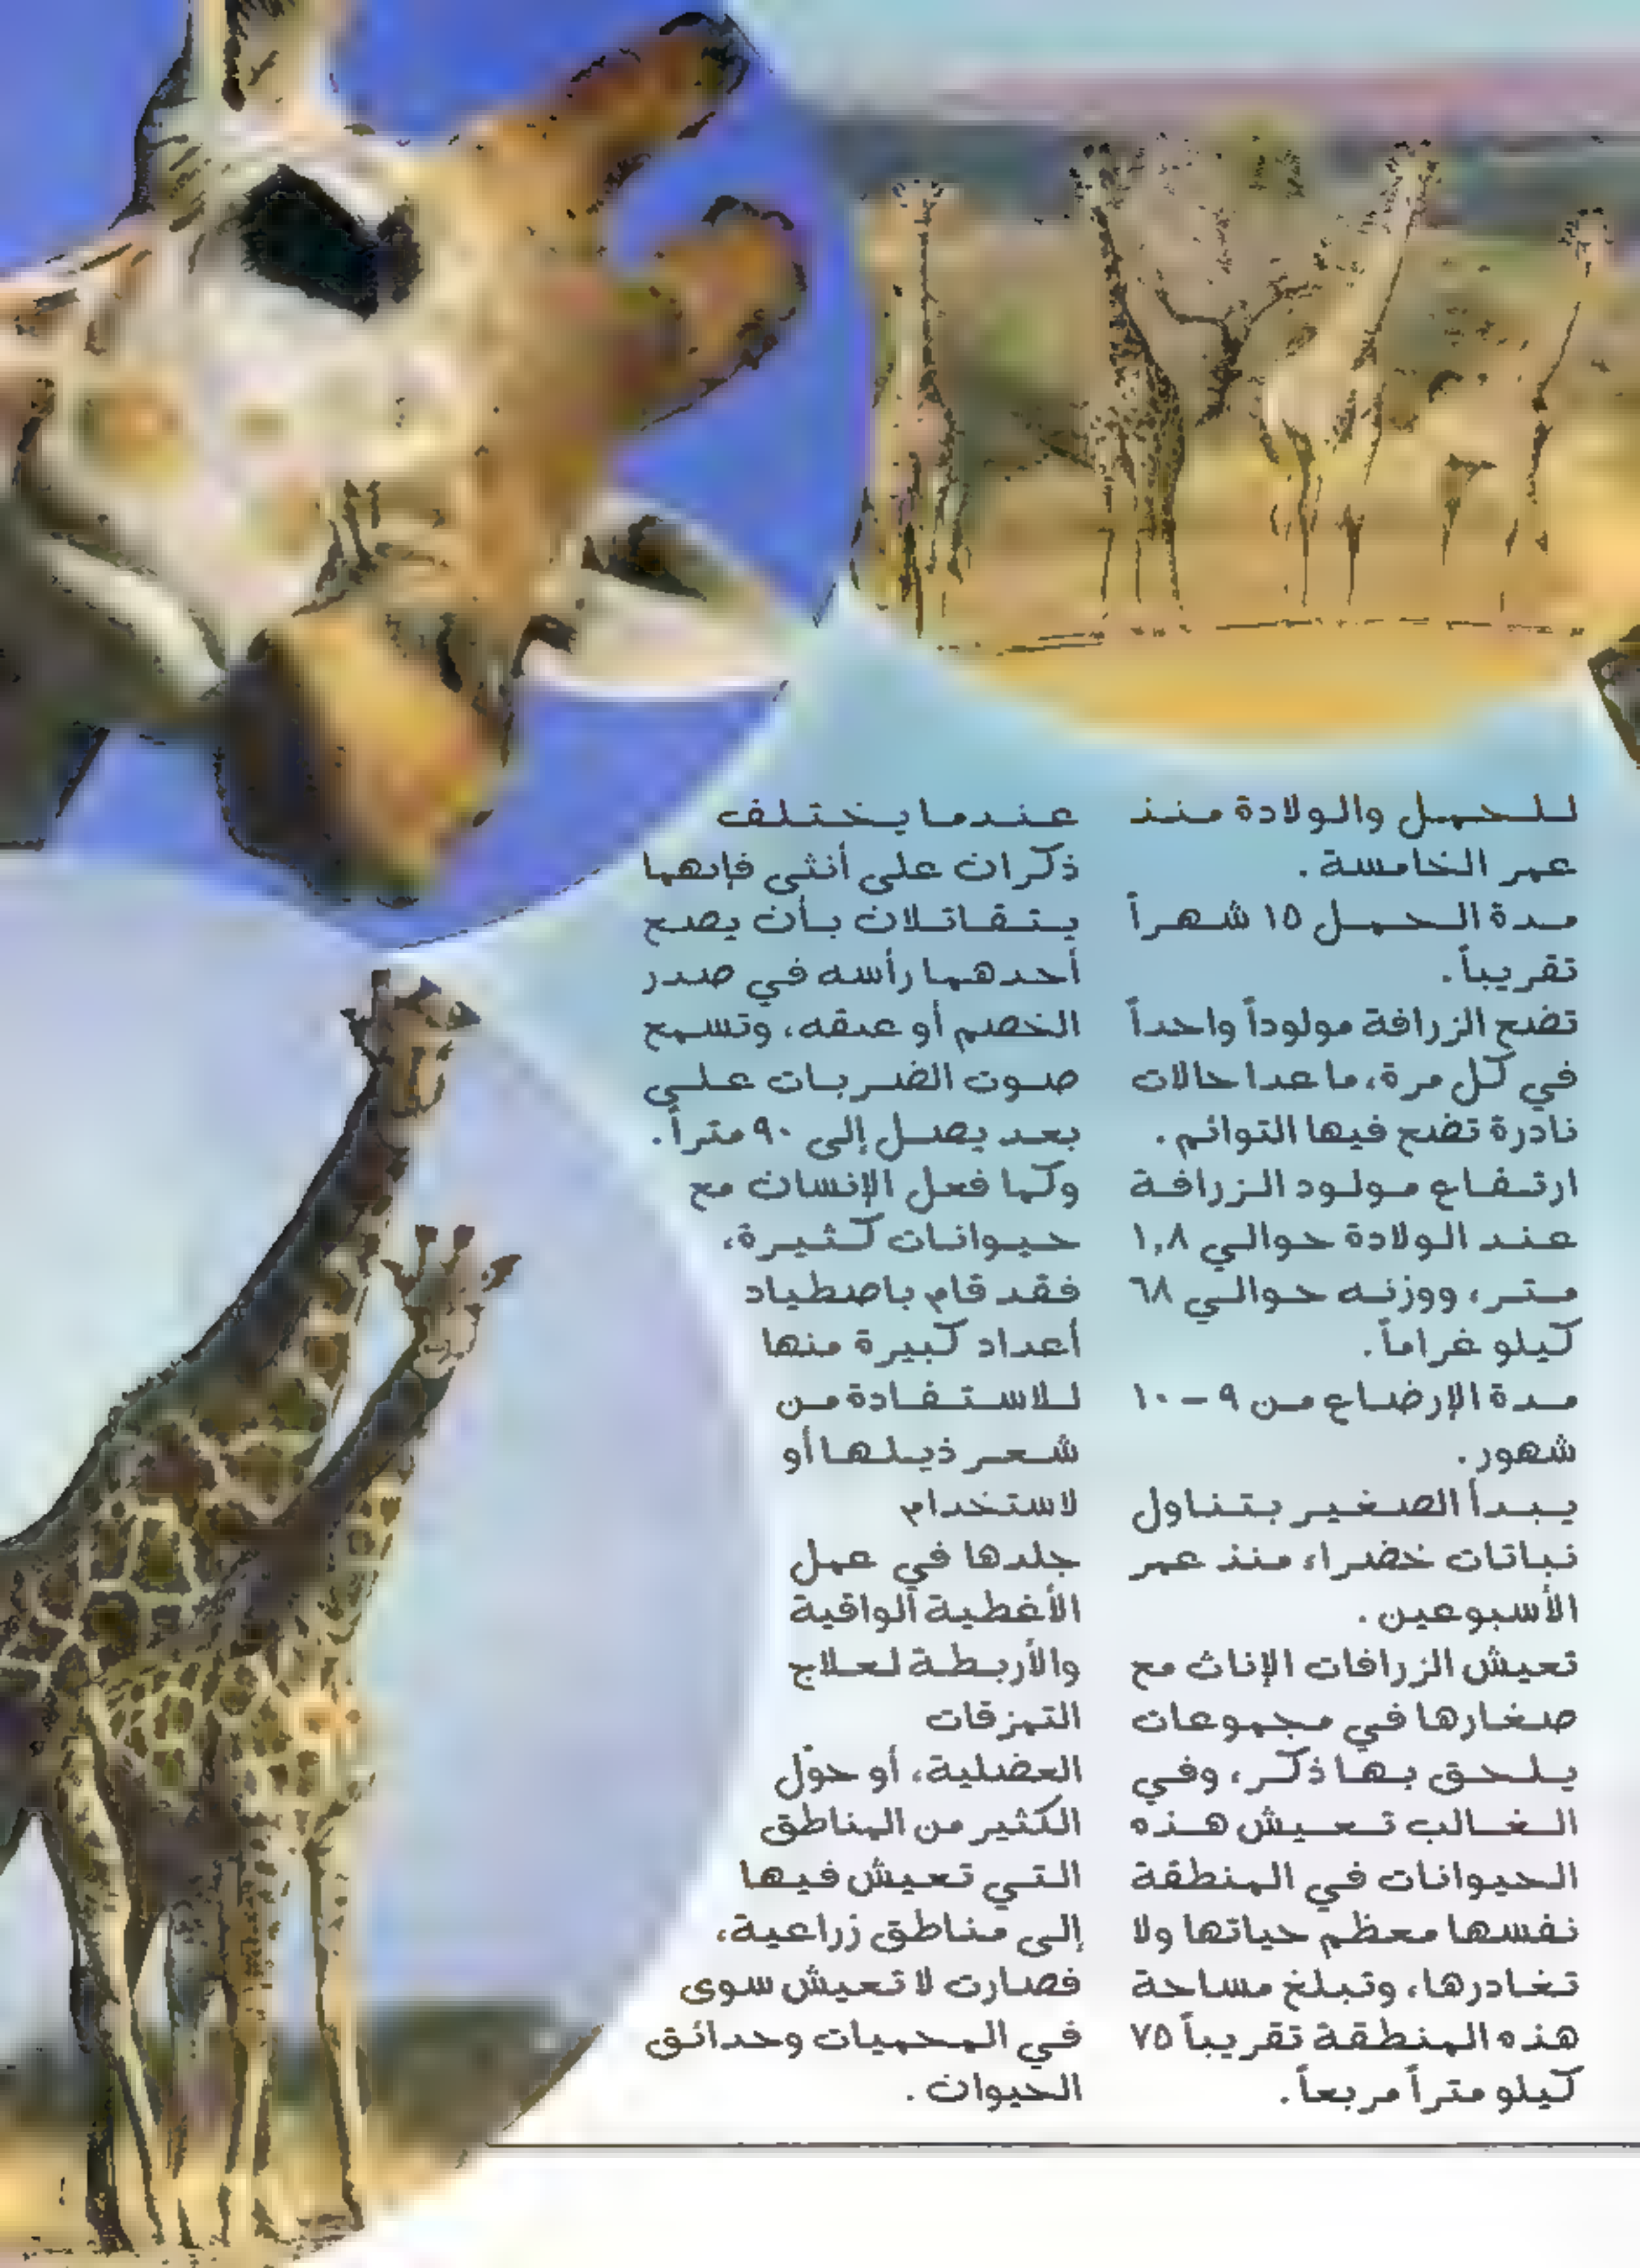 للحمل والولادة منذ
عمر الخامسة .
مدة الحمل ١٥ شهراً
تقريباً .
تضع الزرافة مولوداً واحداً
في كل مرة، ما عدا حالات
نادرة تضع فيها التوائم .
ارتفاع مولود الزرافة
عند الولادة حوالي ١,٨
متر، ووزنه حوالي ٦٨
كيلو غراماً .
مدة الإرضاع من ٩ – ١٠
شهور .
يبدأ الصغير بتناول
نباتات خضراء منذ عمر
الأسبوعين .
تعيش الزرافات الإناث مع
صغارها في مجموعات
يلحق بها ذكر، وفي
الغالب تعيش هذه
الحيوانات في المنطقة
نفسها معظم حياتها ولا
تغادرها، وتبلغ مساحة
هذه المنطقة تقريباً ٧٥
كيلو متراً مربعاً .
عندما يختلف
ذكران على أنثى فإنهما
يتقاتلان بأن يضع
أحدهما رأسه في صدر
الخصم أو عنقه، وتسمع
صوت الضربات على
بعد يصل إلى ٩٠ متراً .
وكما فعل الإنسان مع
حيوانات كثيرة،
فقد قام باصطياد
أعداد كبيرة منها
للاستفادة من
شعر ذيلها أو
لاستخدام
جلدها في عمل
الأغطية الواقية
والأربطة لعلاج
التمزقات
العضلية، أو حوّل
الكثير من المناطق
التي تعيش فيها
إلى مناطق زراعية،
فصارت لا تعيش سوى
في المحميات وحدائق
الحيوان .